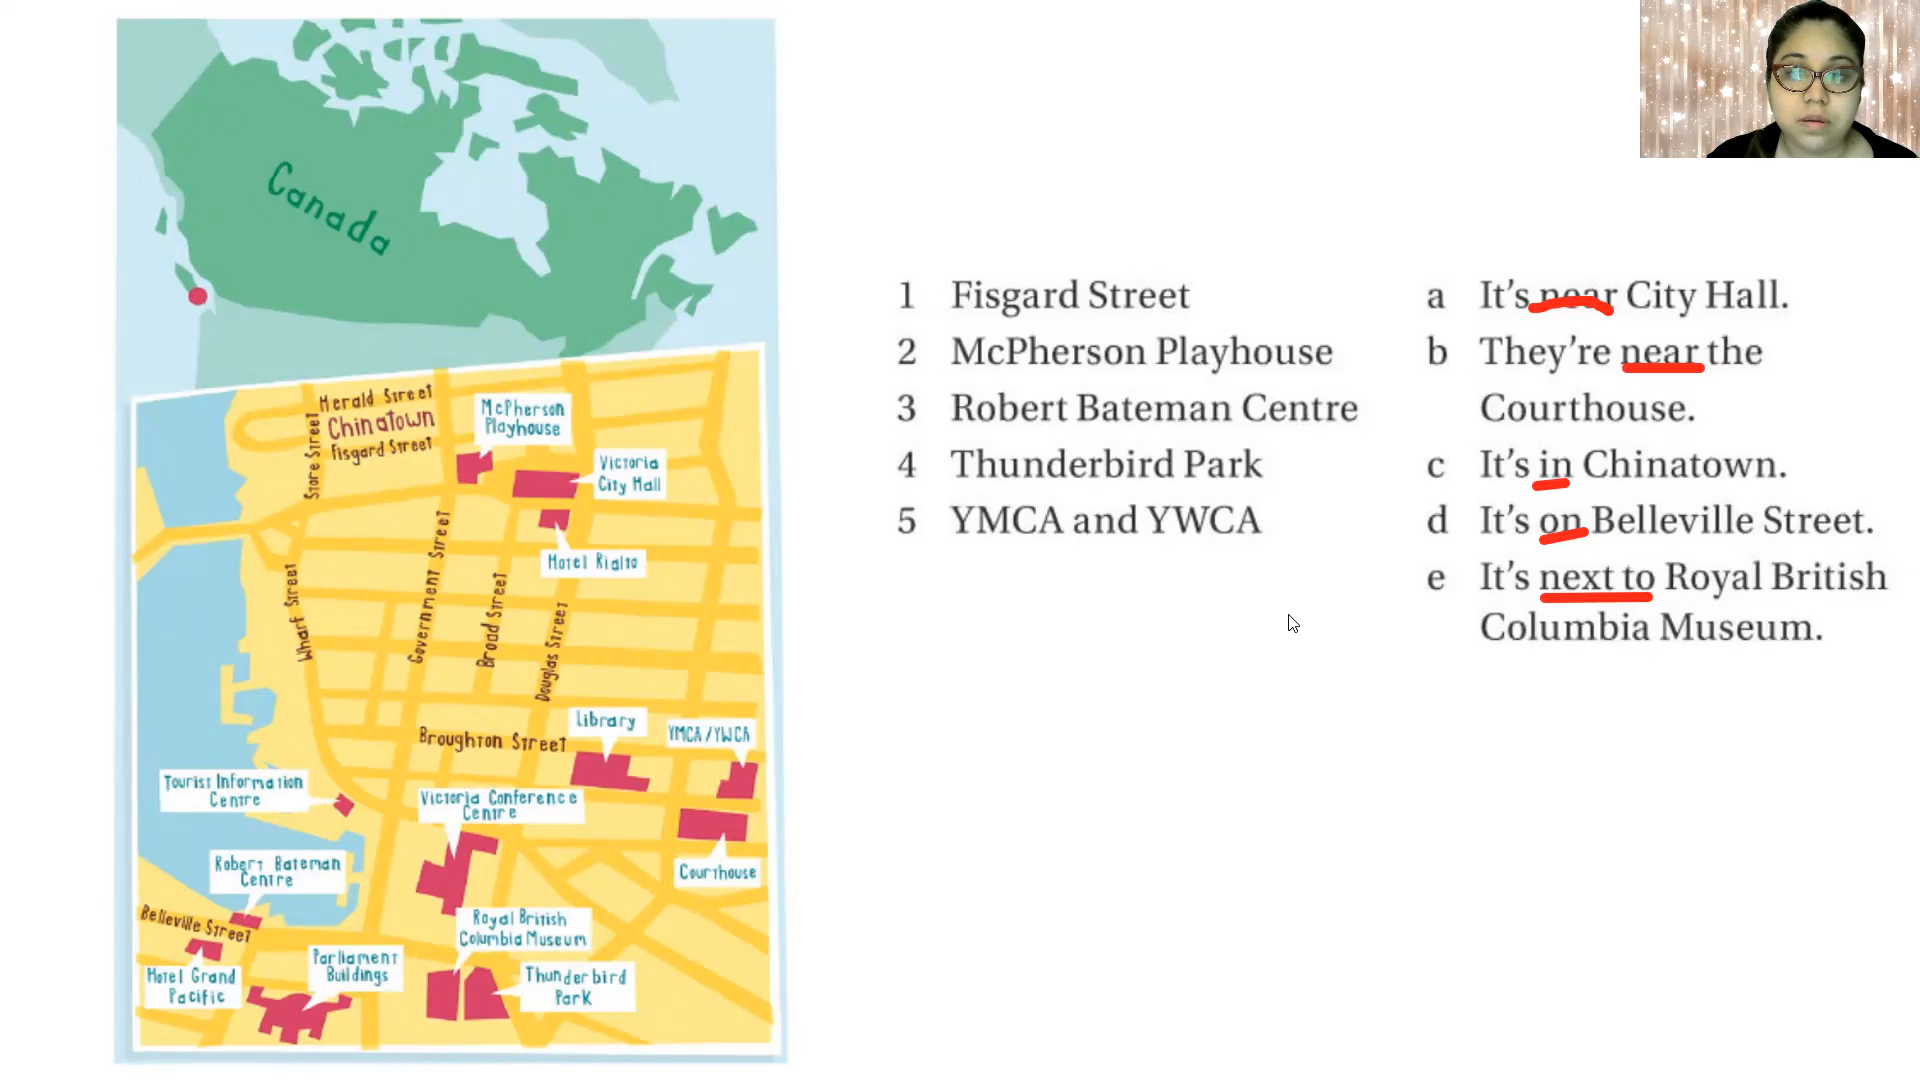 Canada
Herald Street
Chinatown
Fisgard Street
Store Street
McPherson
Playhouse
Victoria
City Hall
Hotel Rialto
Wharf Street
Government Street
Broad Street
Douglas Street
Library
YMCA/YWCA
Broughton Street
Tourist Information
Centre
Victoria Conference
Centre
Courthouse
Robert Bateman
Centre
Belleville Street
Royal British
Columbia Museum
Parliament
Buildings
Hotel Grand
Pacific
Thunderbird
Park
1 Fisgard Street
2 McPherson Playhouse
3 Robert Bateman Centre
4 Thunderbird Park
5 YMCA and YWCA
a It's near City Hall.
b They're near the
Courthouse.
c It's in Chinatown.
d It's on Belleville Street.
e It's next to Royal British
Columbia Museum.